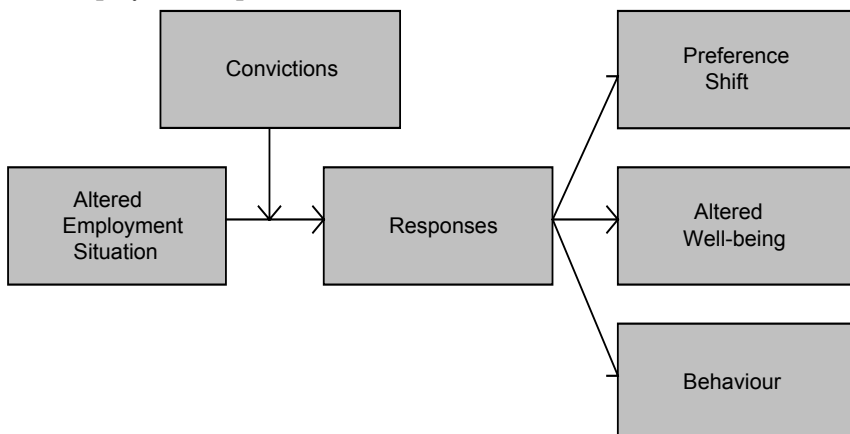 Convictions
Preference
Shift
Altered
Employment
Situation
Responses
Altered
Well-being
Behaviour